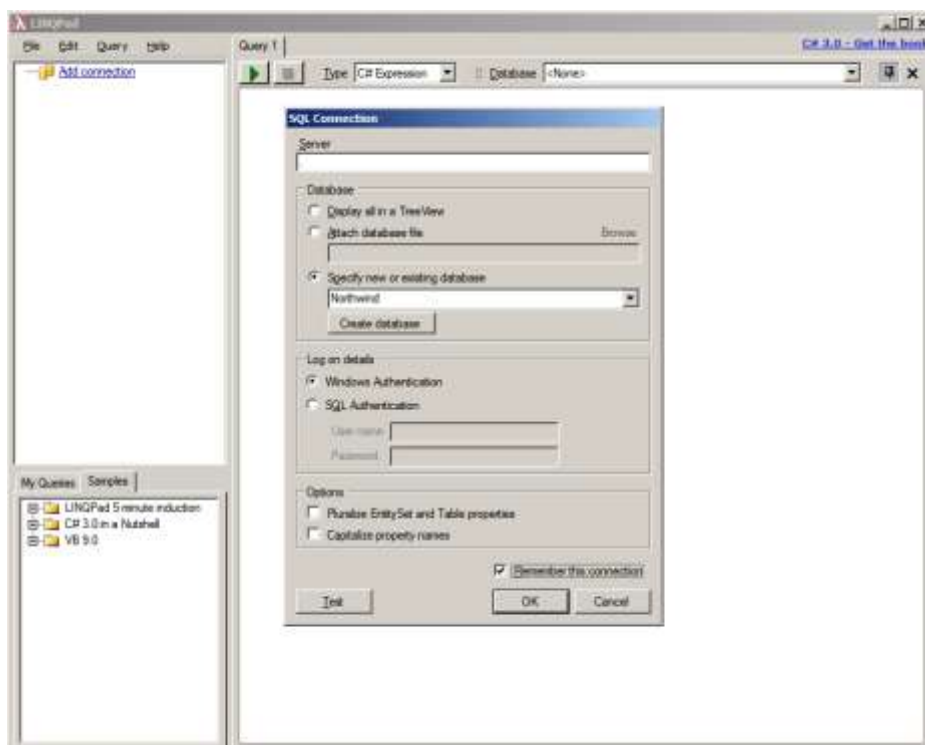 LINQPad
File Edit Query Help
Query 1
C# 3.0 - Get the book
Add connection
Type C# Expression
Database <None>
SQL Connection
Server
Database
Display all in a TreeView
Attach database file
Browse
Specify new or existing database
Northwind
Create database
Log on details
Windows Authentication
SQL Authentication
User name
Password
My Queries Samples
LINQPad 5 minute induction
C# 3.0 in a Nutshell
VB 9.0
Options
Pluralize EntitySet and Table properties
Capitalize property names
Remember this connection
Test
OK
Cancel